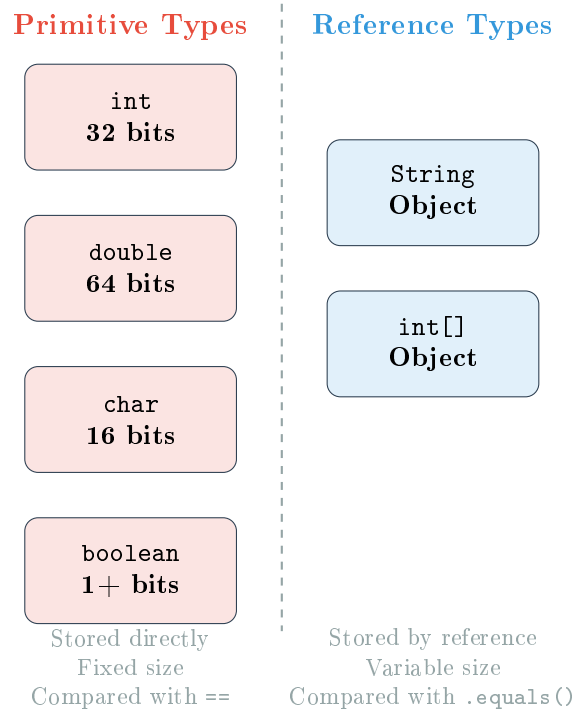 Primitive Types
int
32 bits
double
64 bits
char
16 bits
boolean
1+ bits
Stored directly
Fixed size
Compared with ==
Reference Types
String
Object
int[]
Object
Stored by reference
Variable size
Compared with .equals()